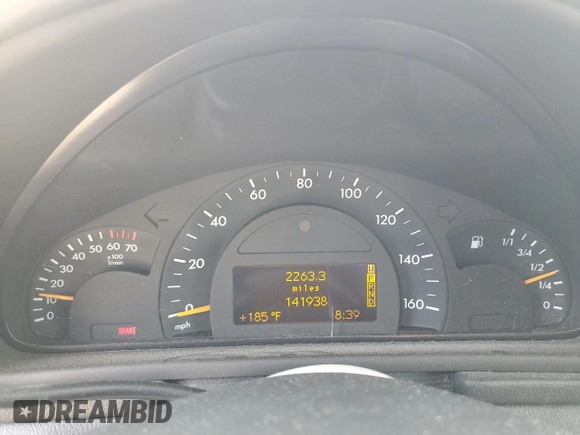 80
60
100
40
120
20
140
0
160
mph
50 60 70
40
30
20
10
0
x100
1/min
BRAKE
1/1
3/4
1/2
1/4
0
2263.3
miles
141938
+185°F
8:39
P
R
N
D
DREAMBID